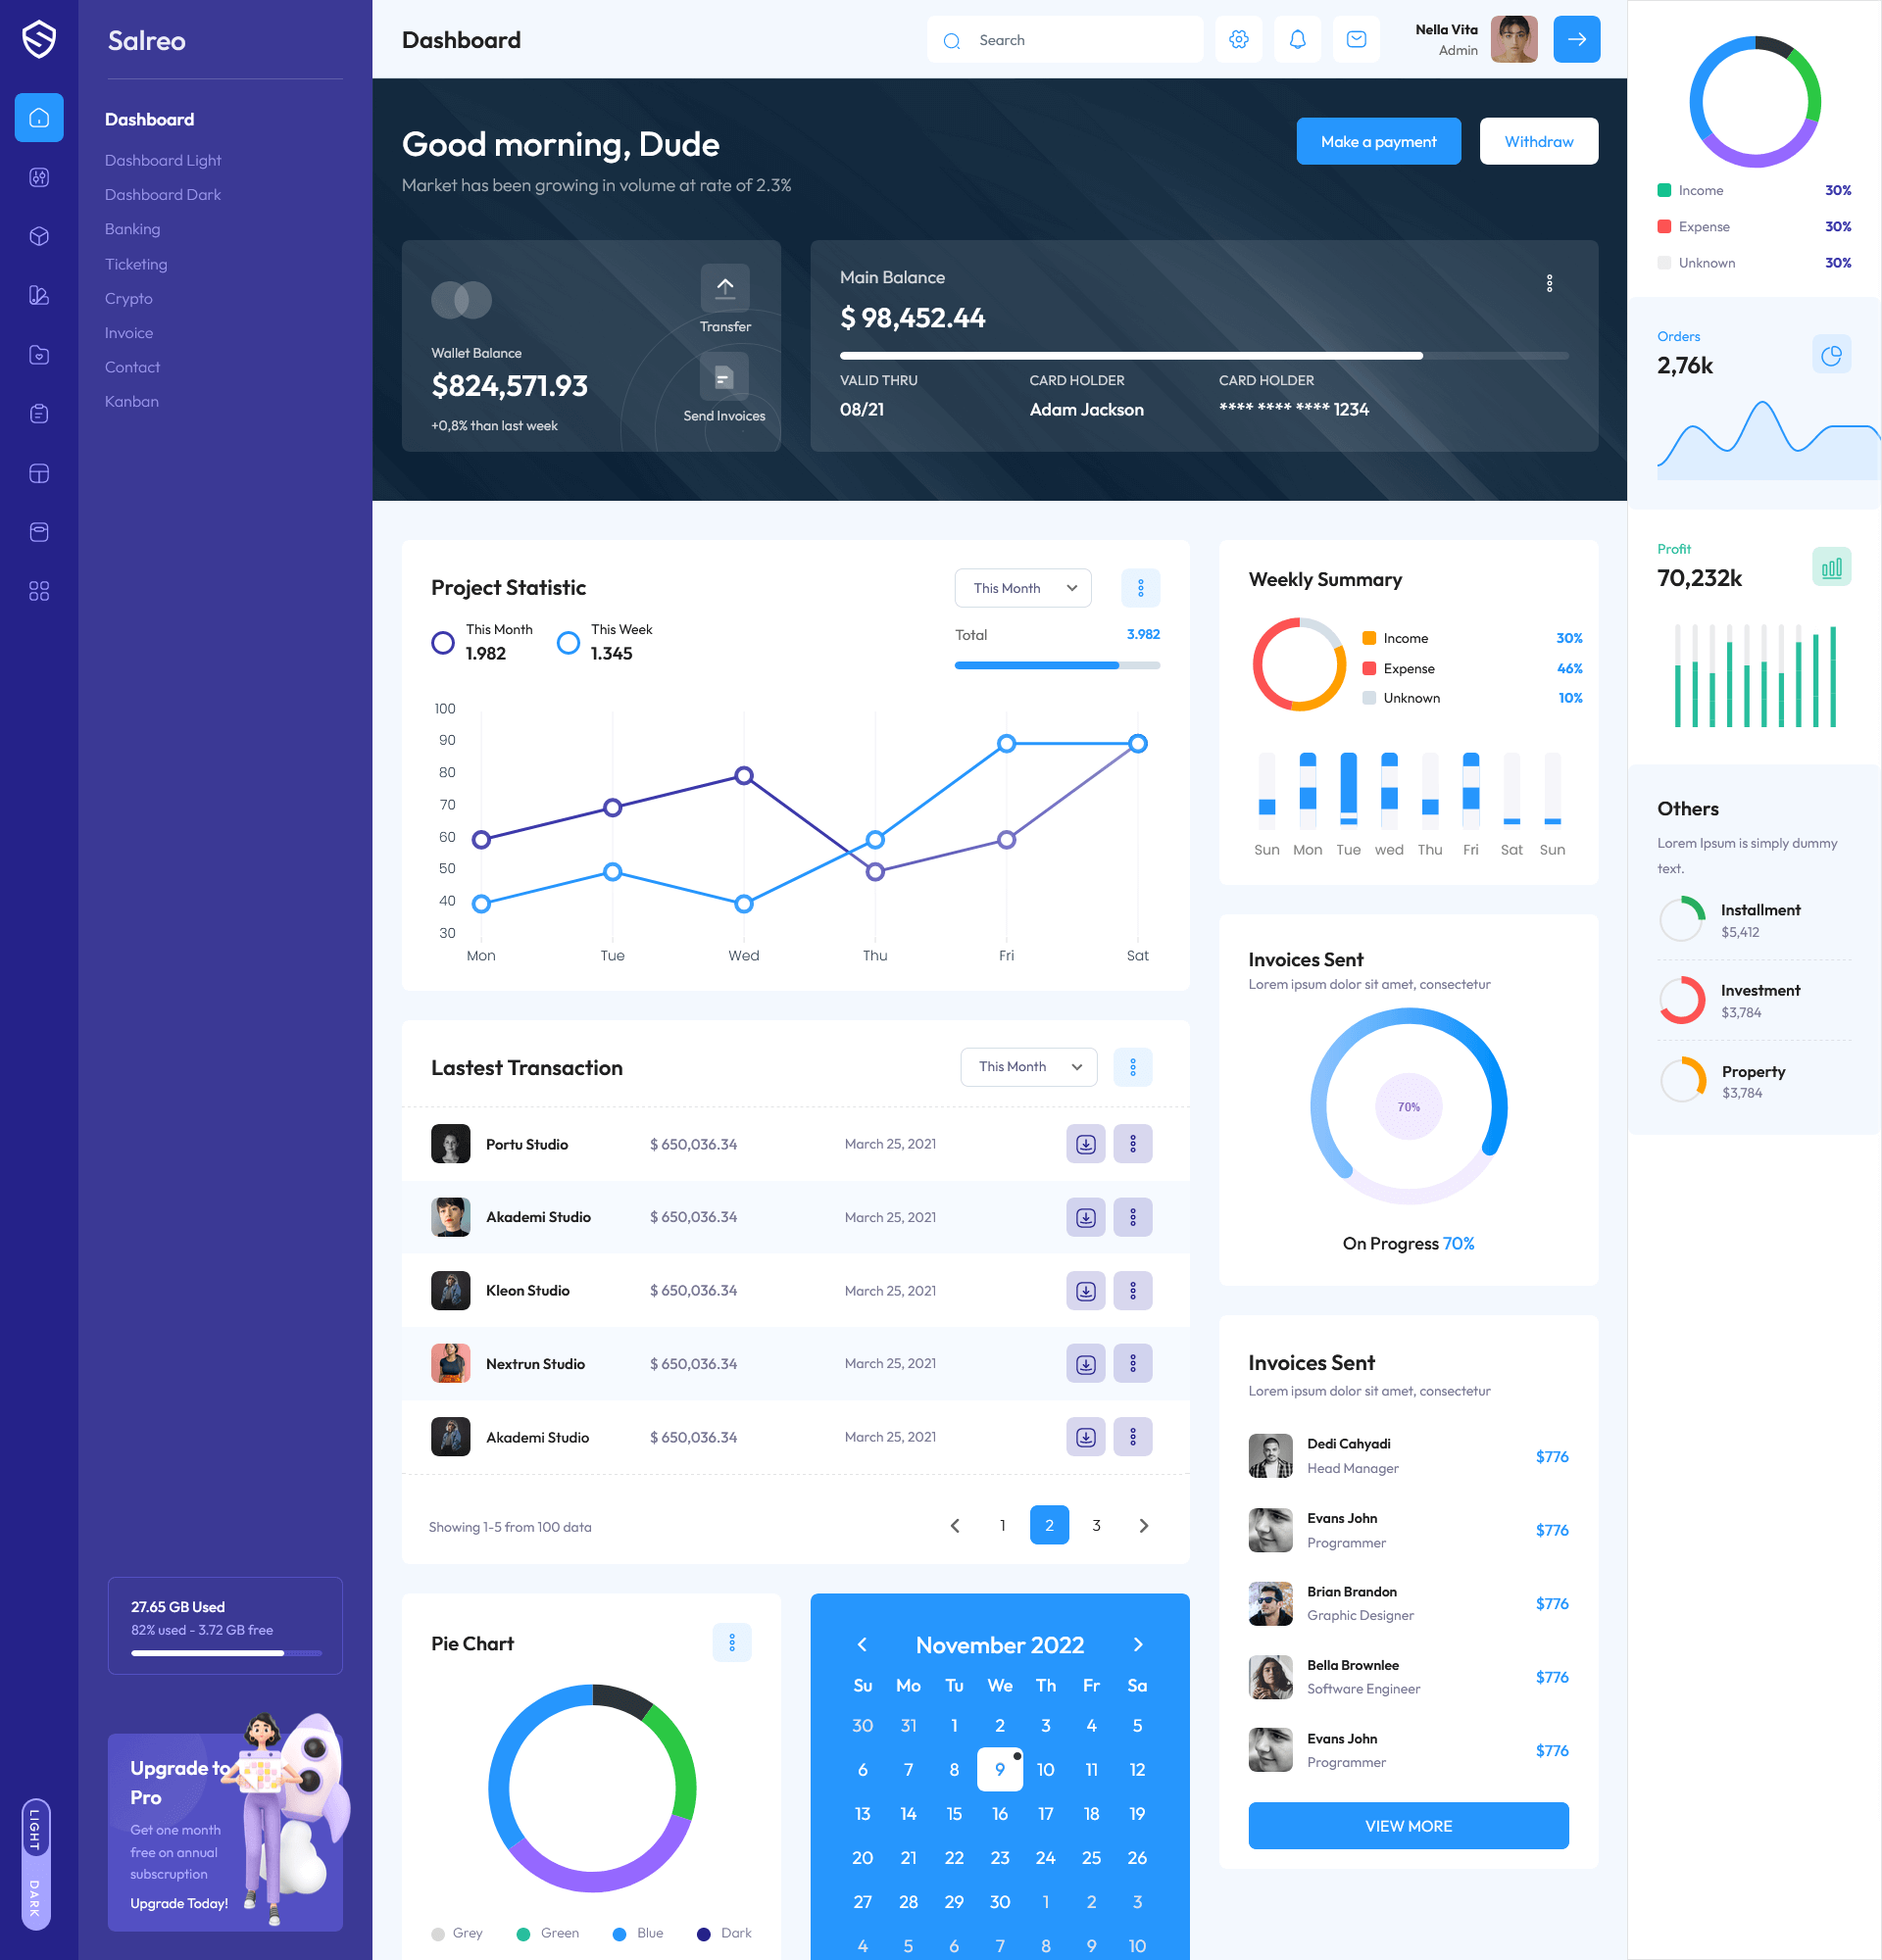 Salreo
Dashboard
Dashboard Light
Dashboard Dark
Banking
Ticketing
Crypto
Invoice
Contact
Kanban
27.65 GB Used
82% used - 3.72 GB free
Upgrade to
Pro
Get one month
free on annual
subscruption
Upgrade Today!
LIGHT
DARK
Dashboard
Search
Nella Vita
Admin
Good morning, Dude
Market has been growing in volume at rate of 2.3%
Make a payment
Withdraw
Wallet Balance
$824,571.93
+0,8% than last week
Transfer
Send Invoices
Main Balance
$ 98,452.44
VALID THRU
08/21
CARD HOLDER
Adam Jackson
CARD HOLDER
**** **** **** 1234
Project Statistic
This Month
This Month
1.982
This Week
1.345
Total
3.982
100
90
80
70
60
50
40
30
Mon
Tue
Wed
Thu
Fri
Sat
Lastest Transaction
This Month
Portu Studio $ 650,036.34 March 25, 2021
Akademi Studio $ 650,036.34 March 25, 2021
Kleon Studio $ 650,036.34 March 25, 2021
Nextrun Studio $ 650,036.34 March 25, 2021
Akademi Studio $ 650,036.34 March 25, 2021
Showing 1-5 from 100 data
1 2 3
Pie Chart
Grey Green Blue Dark
November 2022
Su Mo Tu We Th Fr Sa
30 31 1 2 3 4 5
6 7 8 9 10 11 12
13 14 15 16 17 18 19
20 21 22 23 24 25 26
27 28 29 30 1 2 3
4 5 6 7 8 9 10
Weekly Summary
Income 30%
Expense 46%
Unknown 10%
Sun Mon Tue wed Thu Fri Sat Sun
Invoices Sent
Lorem ipsum dolor sit amet, consectetur
70%
On Progress 70%
Invoices Sent
Lorem ipsum dolor sit amet, consectetur
Dedi Cahyadi
Head Manager
$776
Evans John
Programmer
$776
Brian Brandon
Graphic Designer
$776
Bella Brownlee
Software Engineer
$776
Evans John
Programmer
$776
VIEW MORE
Income 30%
Expense 30%
Unknown 30%
Orders
2,76k
Profit
70,232k
Others
Lorem Ipsum is simply dummy
text.
Installment
$5,412
Investment
$3,784
Property
$3,784